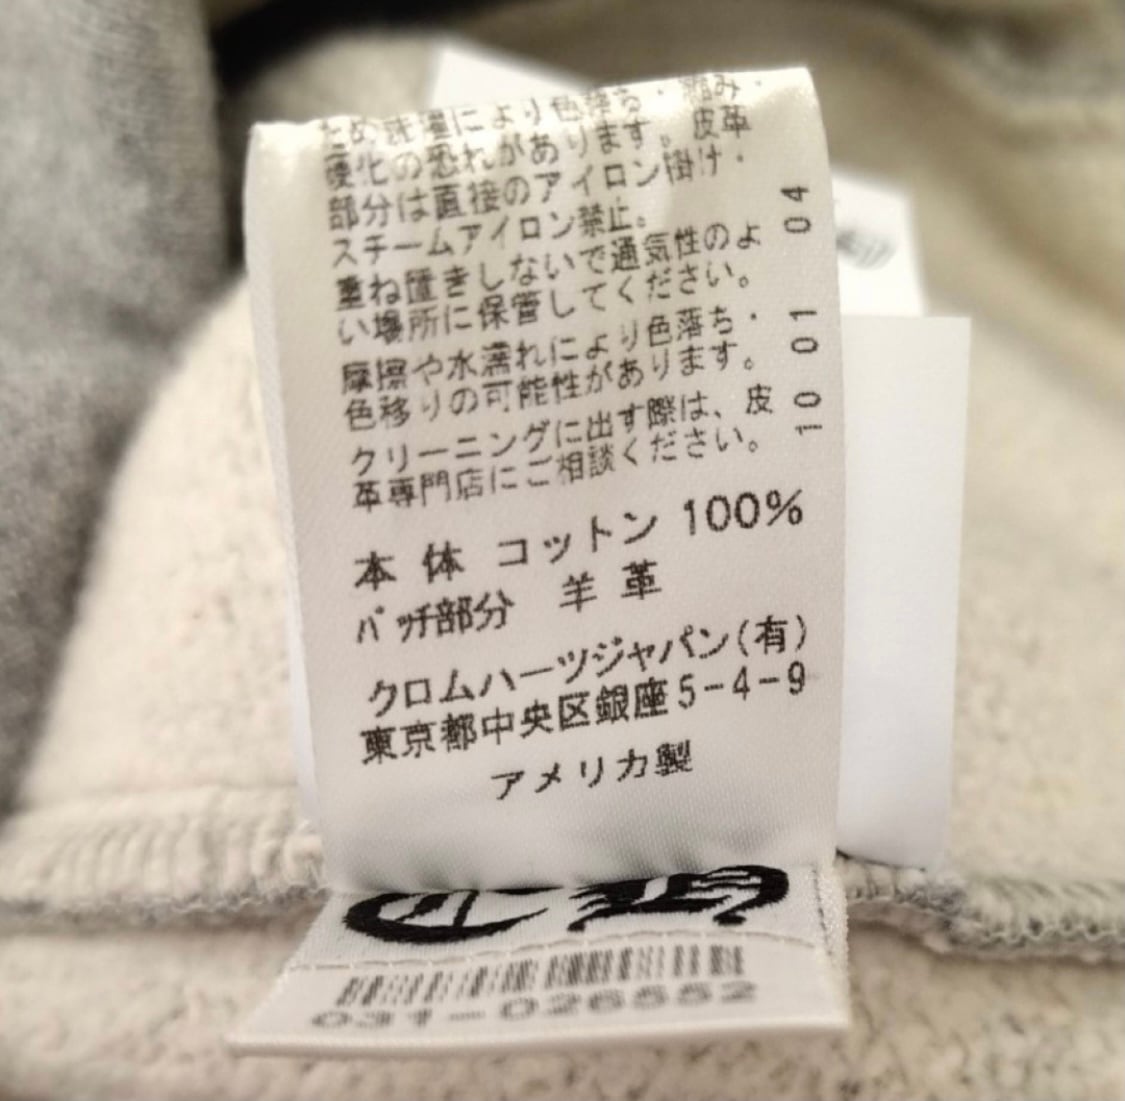 ため洗濯により色落ち・縮み・
硬化の恐れがあります。皮革
部分は直接のアイロン掛け・
スチームアイロン禁止。
重ね置きしないで通気性のよ
い場所に保管してください。
摩擦や水濡れにより色落ち・
色移りの可能性があります。
クリーニングに出す際は、皮
革専門店にご相談ください。
本 体 コットン 100%
パッチ部分 羊 革
クロムハーツジャパン(有)
東京都中央区銀座5-4-9
アメリカ製
10 01 04
031-026552